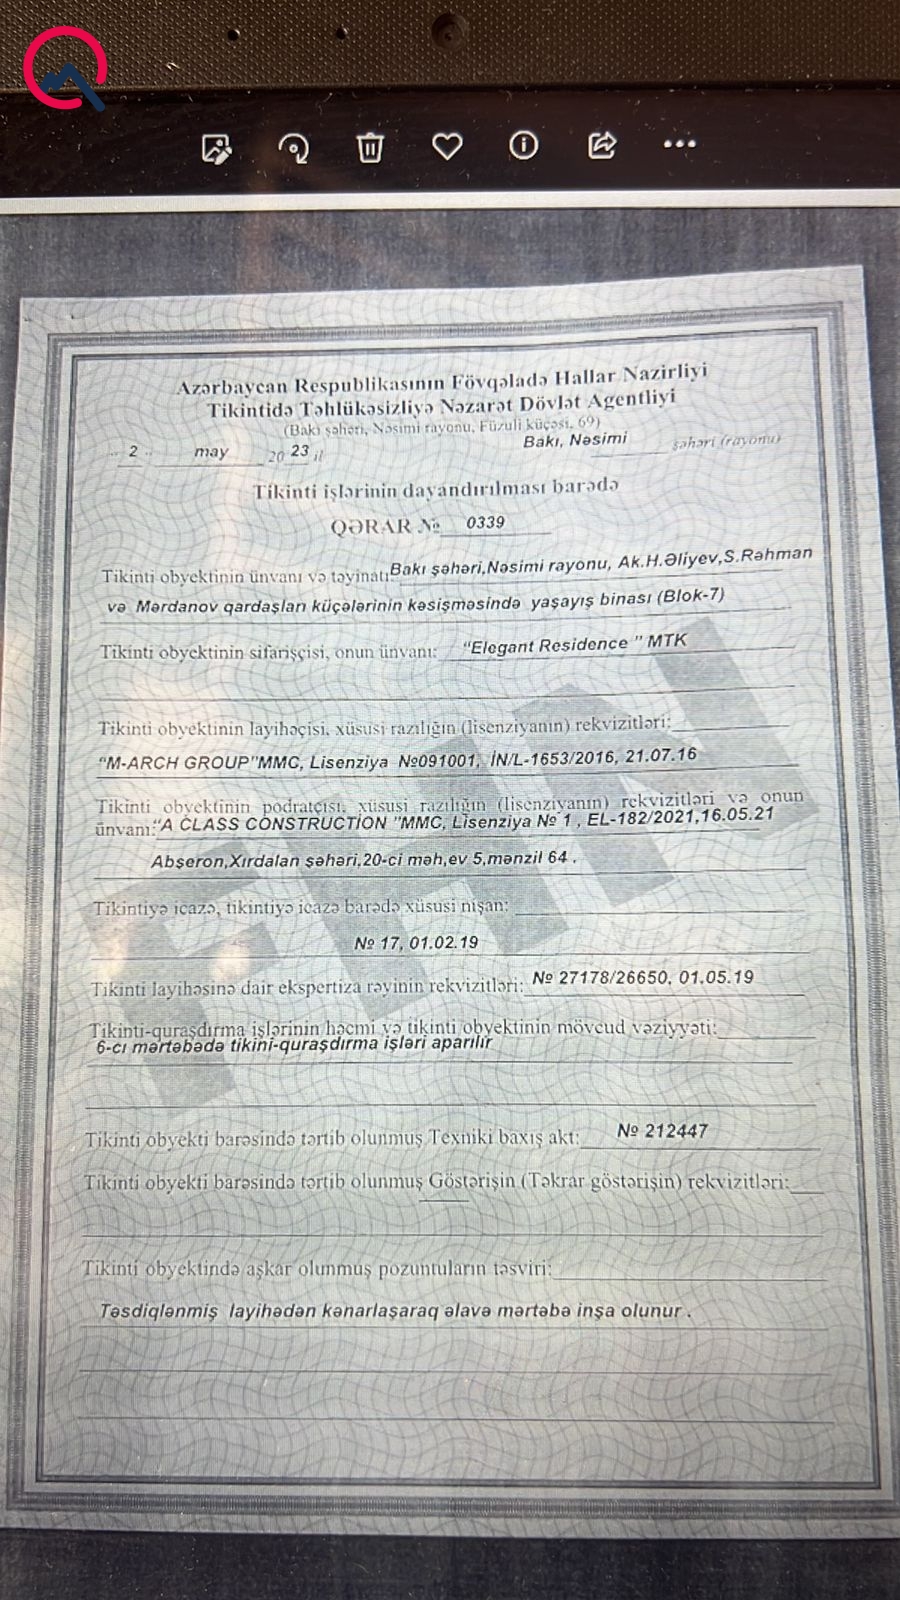 Azərbaycan Respublikasının Fövqəladə Hallar Nazirliyi
Tikintidə Təhlükəsizliyə Nəzarət Dövlət Agentliyi
(Bakı şəhəri, Nəsimi rayonu, Füzuli küçəsi, 69)
2 may 20 23 il Bakı, Nəsimi şəhəri (rayonu)
Tikinti işlərinin dayandırılması barədə
QƏRAR № 0339
Tikinti obyektinin ünvanı və təyinatı Bakı şəhəri,Nəsimi rayonu, Ak.H.Əliyev,S.Rəhman
və Mərdanov qardaşları küçələrinin kəsişməsində yaşayış binası (Blok-7)
Tikinti obyektinin sifarişçisi, onun ünvanı: “Elegant Residence ” MTK
Tikinti obyektinin layihəçisi, xüsusi razılığın (lisenziyanın) rekvizitləri:
“M-ARCH GROUP”MMC, Lisenziya №091001, İN/L-1653/2016, 21.07.16
Tikinti obyektinin podratçısı, xüsusi razılığın (lisenziyanın) rekvizitləri və onun
ünvanı: “A CLASS CONSTRUCTİON ”MMC, Lisenziya № 1 , EL-182/2021,16.05.21
Abşeron,Xırdalan şəhəri,20-ci məh,ev 5,mənzil 64 .
Tikintiyə icazə, tikintiyə icazə barədə xüsusi nişan:
№ 17, 01.02.19
Tikinti layihəsinə dair ekspertiza rəyinin rekvizitləri: № 27178/26650, 01.05.19
Tikinti-quraşdırma işlərinin həcmi və tikinti obyektinin mövcud vəziyyəti:
6-cı mərtəbədə tikini-quraşdırma işləri aparılır
Tikinti obyekti barəsində tərtib olunmuş Texniki baxış akt: № 212447
Tikinti obyekti barəsində tərtib olunmuş Göstərişin (Təkrar göstərişin) rekvizitləri:
Tikinti obyektində aşkar olunmuş pozuntuların təsviri:
Təsdiqlənmiş layihədən kənarlaşaraq əlavə mərtəbə inşa olunur .
FHN